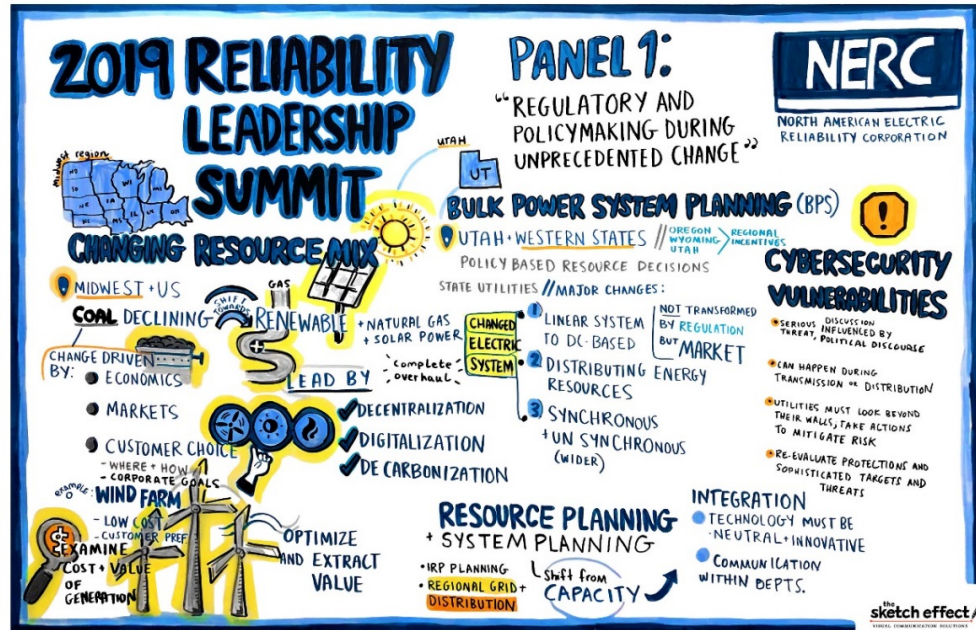 2019 RELIABILITY
LEADERSHIP
SUMMIT
PANEL 1:
"REGULATORY AND
POLICYMAKING DURING
UNPRECEDENTED CHANGE"
NERC
NORTH AMERICAN ELECTRIC
RELIABILITY CORPORATION
Midwest region
UTAH
UT
CHANGING RESOURCE MIX
MIDWEST + US
COAL DECLINING
SHIFT
TOWARDS
GAS
RENEWABLE
+ NATURAL GAS
+ SOLAR POWER
CHANGE DRIVEN
BY:
ECONOMICS
MARKETS
CUSTOMER CHOICE
- WHERE + HOW
- CORPORATE GOALS
LEAD BY
complete
overhaul
DECENTRALIZATION
DIGITALIZATION
DECARBONIZATION
example:
WIND FARM
- LOW COST
- CUSTOMER PREF
$
EXAMINE
COST + VALUE
OF
GENERATION
OPTIMIZE
AND EXTRACT
VALUE
BULK POWER SYSTEM PLANNING (BPS)
UTAH + WESTERN STATES // OREGON
WYOMING
UTAH
REGIONAL
INCENTIVES
POLICY BASED RESOURCE DECISIONS
STATE UTILITIES // MAJOR CHANGES:
CHANGED
ELECTRIC
SYSTEM
1 LINEAR SYSTEM
TO DC-BASED
NOT TRANSFORMED
BY REGULATION
BUT MARKET
2 DISTRIBUTING ENERGY
RESOURCES
3 SYNCHRONOUS
+ UN SYNCHRONOUS
(WIDER)
RESOURCE PLANNING
+ SYSTEM PLANNING
• IRP PLANNING
• REGIONAL GRID +
DISTRIBUTION
Shift from
CAPACITY
INTEGRATION
TECHNOLOGY MUST BE
NEUTRAL + INNOVATIVE
COMMUNICATION
WITHIN DEPTS.
!
CYBERSECURITY
VULNERABILITIES
SERIOUS DISCUSSION
THREAT, INFLUENCED BY
POLITICAL DISCOURSE
CAN HAPPEN DURING
TRANSMISSION OR DISTRIBUTION
UTILITIES MUST LOOK BEYOND
THEIR WALLS, TAKE ACTIONS
TO MITIGATE RISK
RE-EVALUATE PROTECTIONS AND
SOPHISTICATED TARGETS AND
THREATS
the
sketch effect
VISUAL COMMUNICATION SOLUTIONS